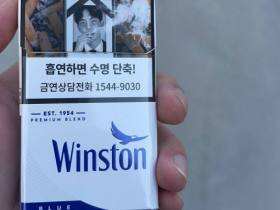 흡연하면 수명 단축!
금연상담전화 1544-9030
EST. 1954
PREMIUM BLEND
Winston
BLUE